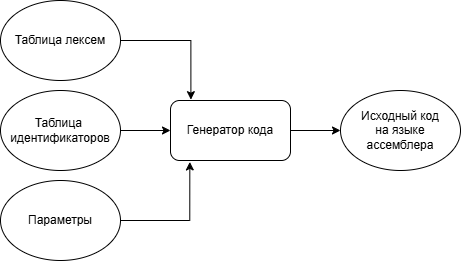 Таблица лексем
Таблица
идентификаторов
Генератор кода
Исходный код
на языке
ассемблера
Параметры